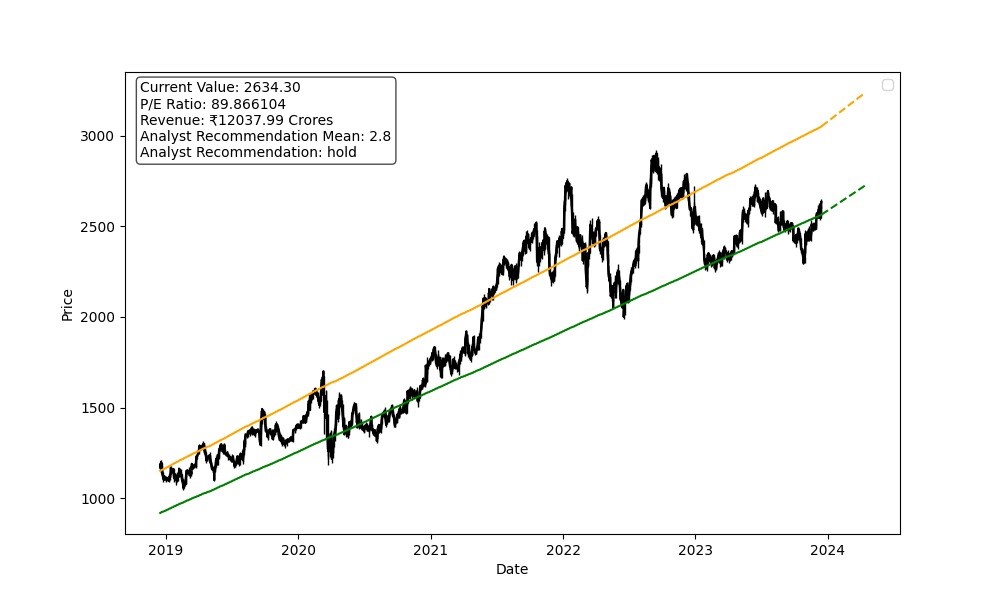 Current Value: 2634.30
P/E Ratio: 89.866104
Revenue: ₹12037.99 Crores
Analyst Recommendation Mean: 2.8
Analyst Recommendation: hold
3000
2500
2000
1500
1000
Price
2019 2020 2021 2022 2023 2024
Date